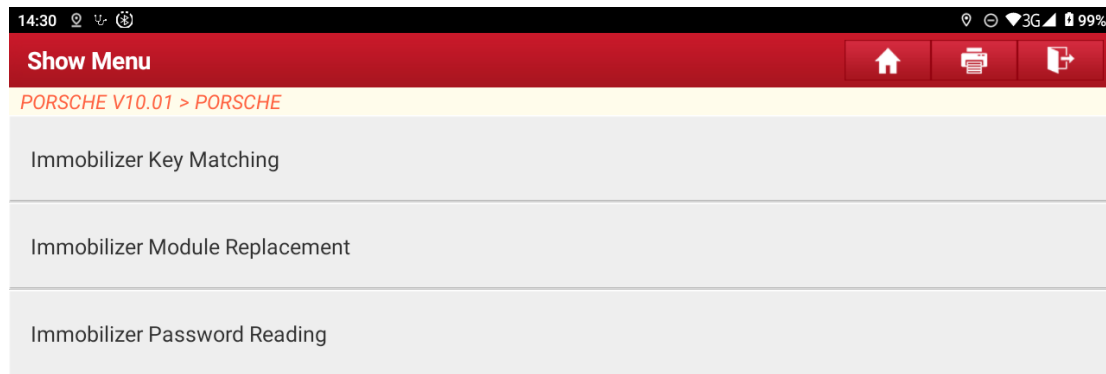 14:30 3G 99%
Show Menu
PORSCHE V10.01 > PORSCHE
Immobilizer Key Matching
Immobilizer Module Replacement
Immobilizer Password Reading